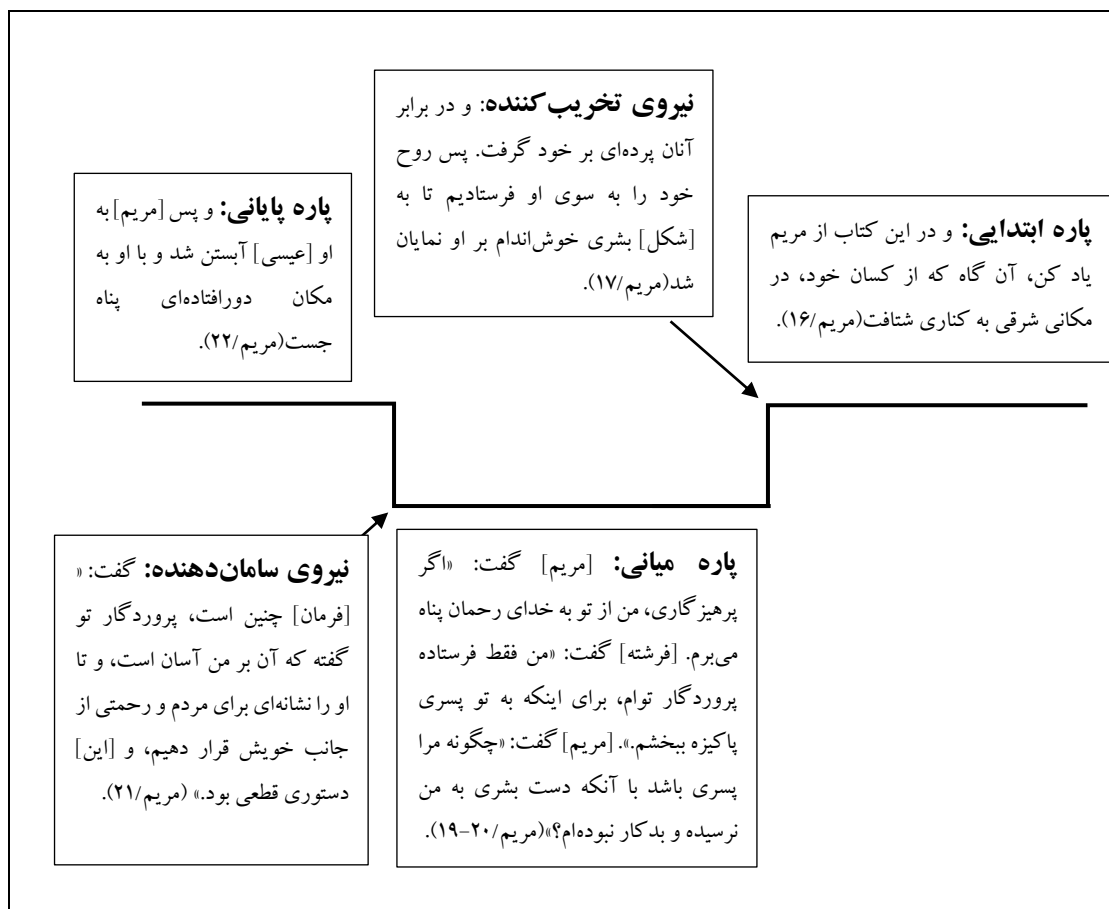 پاره ابتدایی: و در این کتاب از مریم
یاد کن، آن گاه که از کسان خود، در
مکانی شرقی به کناری شتافت(مریم/۱۶).
نیروی تخریب‌کننده: و در برابر
آنان پرده‌ای بر خود گرفت. پس روح
خود را به سوی او فرستادیم تا به
[شکل] بشری خوش‌اندام بر او نمایان
شد(مریم/۱۷).
پاره میانی: [مریم] گفت: «اگر
پرهیزگاری، من از تو به خدای رحمان پناه
می‌برم. [فرشته] گفت: «من فقط فرستاده
پروردگار توام، برای اینکه به تو پسری
پاکیزه ببخشم.». [مریم] گفت: «چگونه مرا
پسری باشد با آنکه دست بشری به من
نرسیده و بدکار نبوده‌ام؟»(مریم/۲۰-۱۹).
نیروی سامان‌دهنده: گفت: «
[فرمان] چنین است، پروردگار تو
گفته که آن بر من آسان است، و تا
او را نشانه‌ای برای مردم و رحمتی از
جانب خویش قرار دهیم، و [این]
دستوری قطعی بود.» (مریم/۲۱).
پاره پایانی: و پس [مریم] به
او [عیسی] آبستن شد و با او به
مکان دورافتاده‌ای پناه
جست(مریم/۲۲).